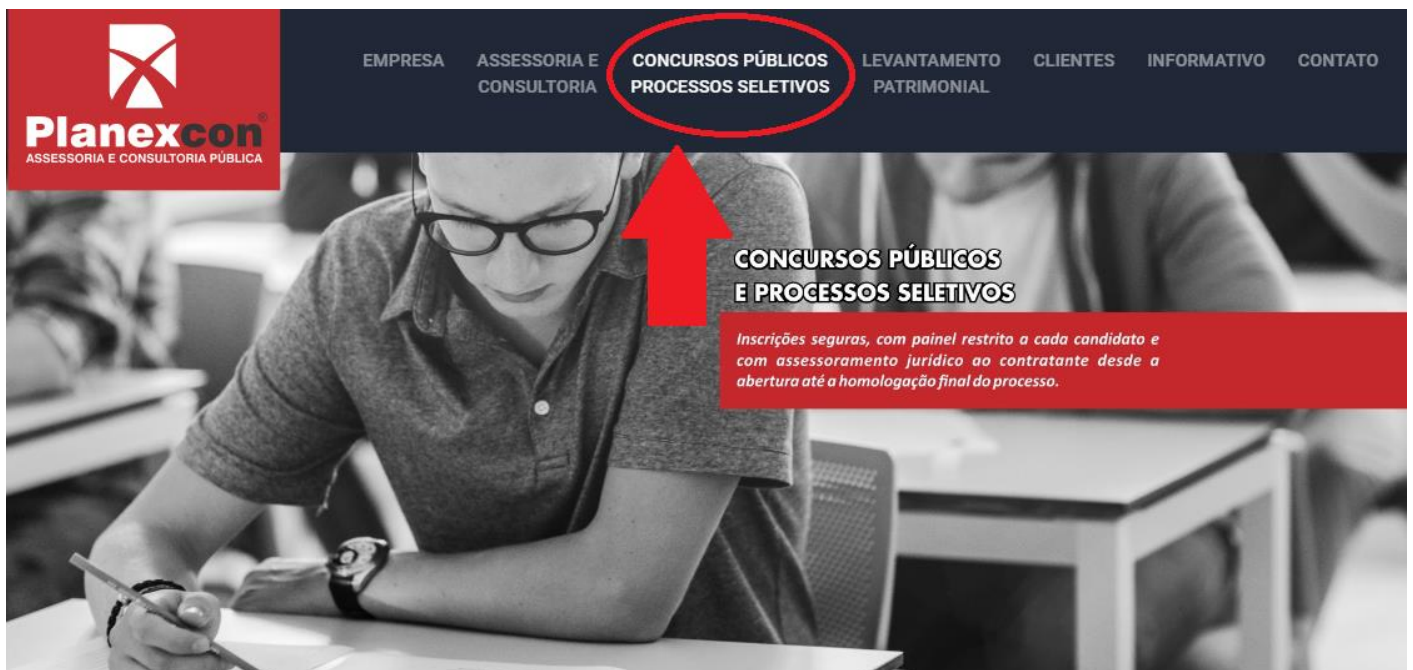 Planexcon®
ASSESSORIA E CONSULTORIA PÚBLICA
EMPRESA
ASSESSORIA E
CONSULTORIA
CONCURSOS PÚBLICOS
PROCESSOS SELETIVOS
LEVANTAMENTO
PATRIMONIAL
CLIENTES
INFORMATIVO
CONTATO
CONCURSOS PÚBLICOS
E PROCESSOS SELETIVOS
Inscrições seguras, com painel restrito a cada candidato e
com assessoramento jurídico ao contratante desde a
abertura até a homologação final do processo.